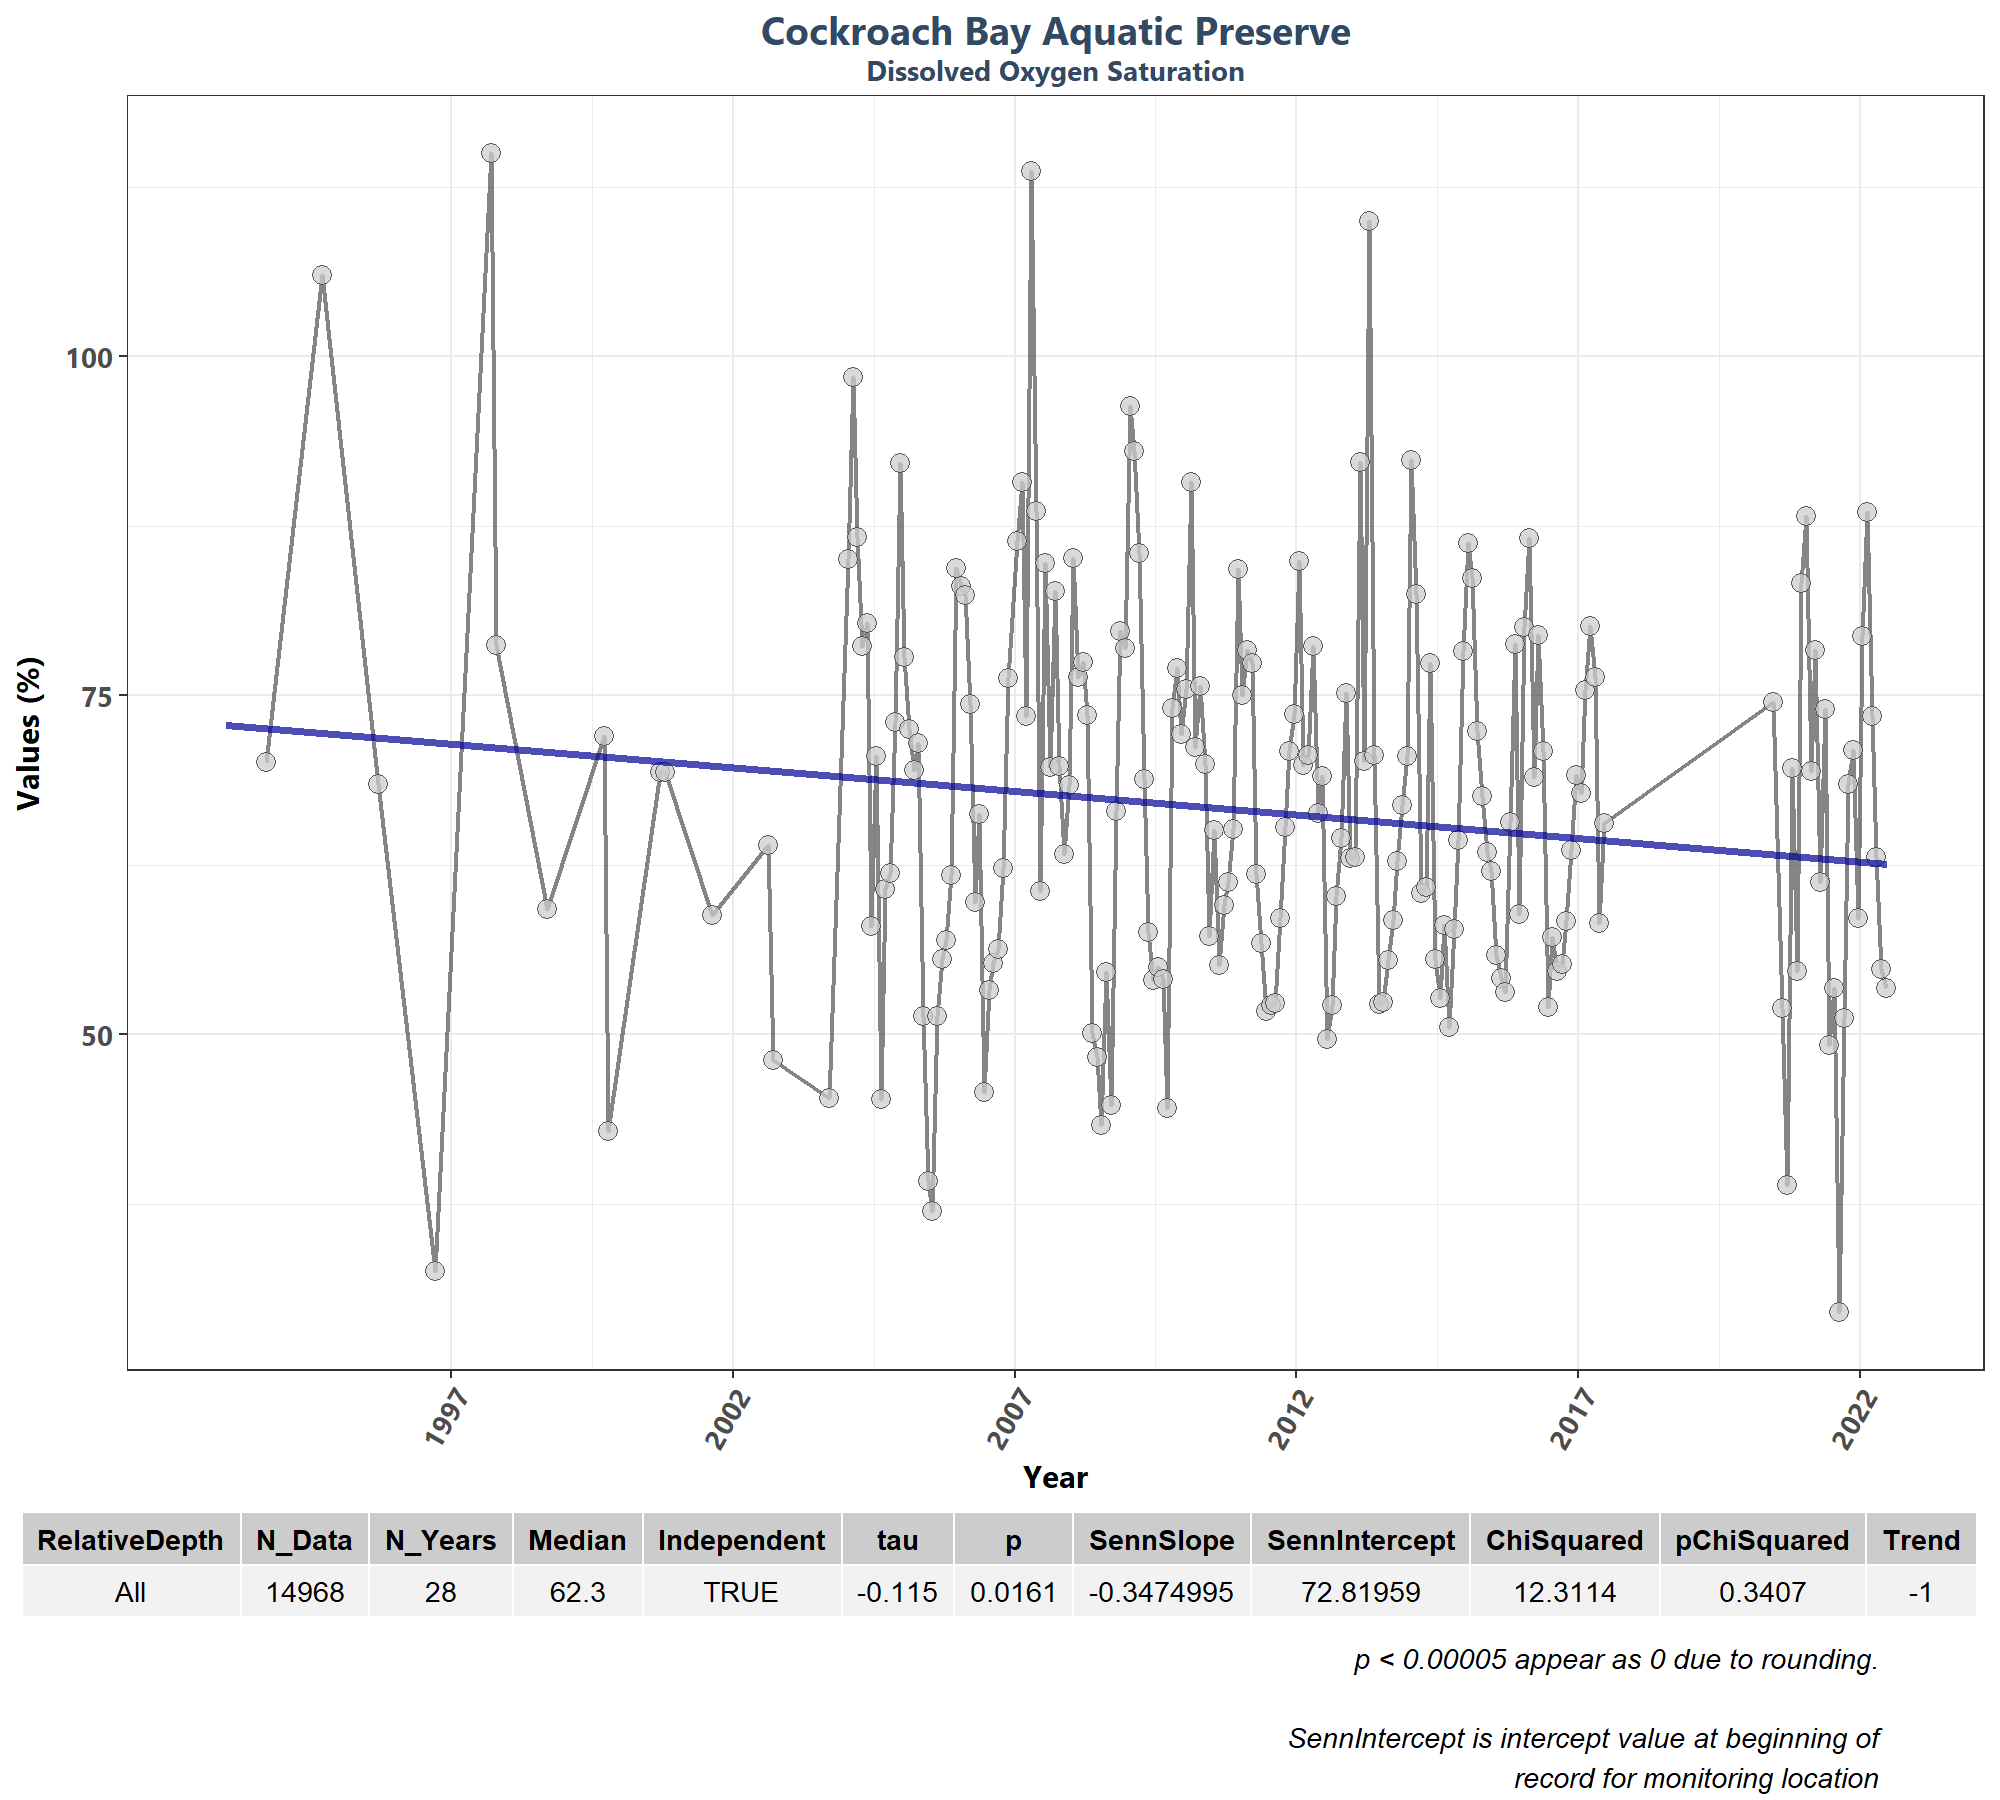 Cockroach Bay Aquatic Preserve
Dissolved Oxygen Saturation
Values (%)
100
75
50
1997
2002
2007
2012
2017
2022
Year
RelativeDepth N_Data N_Years Median Independent tau p SennSlope SennIntercept ChiSquared pChiSquared Trend
All 14968 28 62.3 TRUE -0.115 0.0161 -0.3474995 72.81959 12.3114 0.3407 -1
p < 0.00005 appear as 0 due to rounding.
SennIntercept is intercept value at beginning of
record for monitoring location